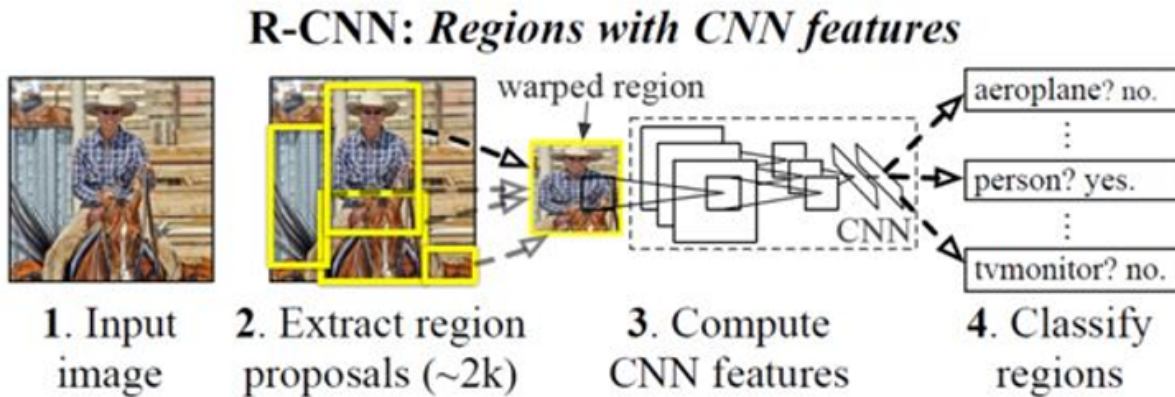 R-CNN: Regions with CNN features
warped region
aeroplane? no.
⋮
person? yes.
⋮
tvmonitor? no.
CNN
1. Input
image
2. Extract region
proposals (~2k)
3. Compute
CNN features
4. Classify
regions